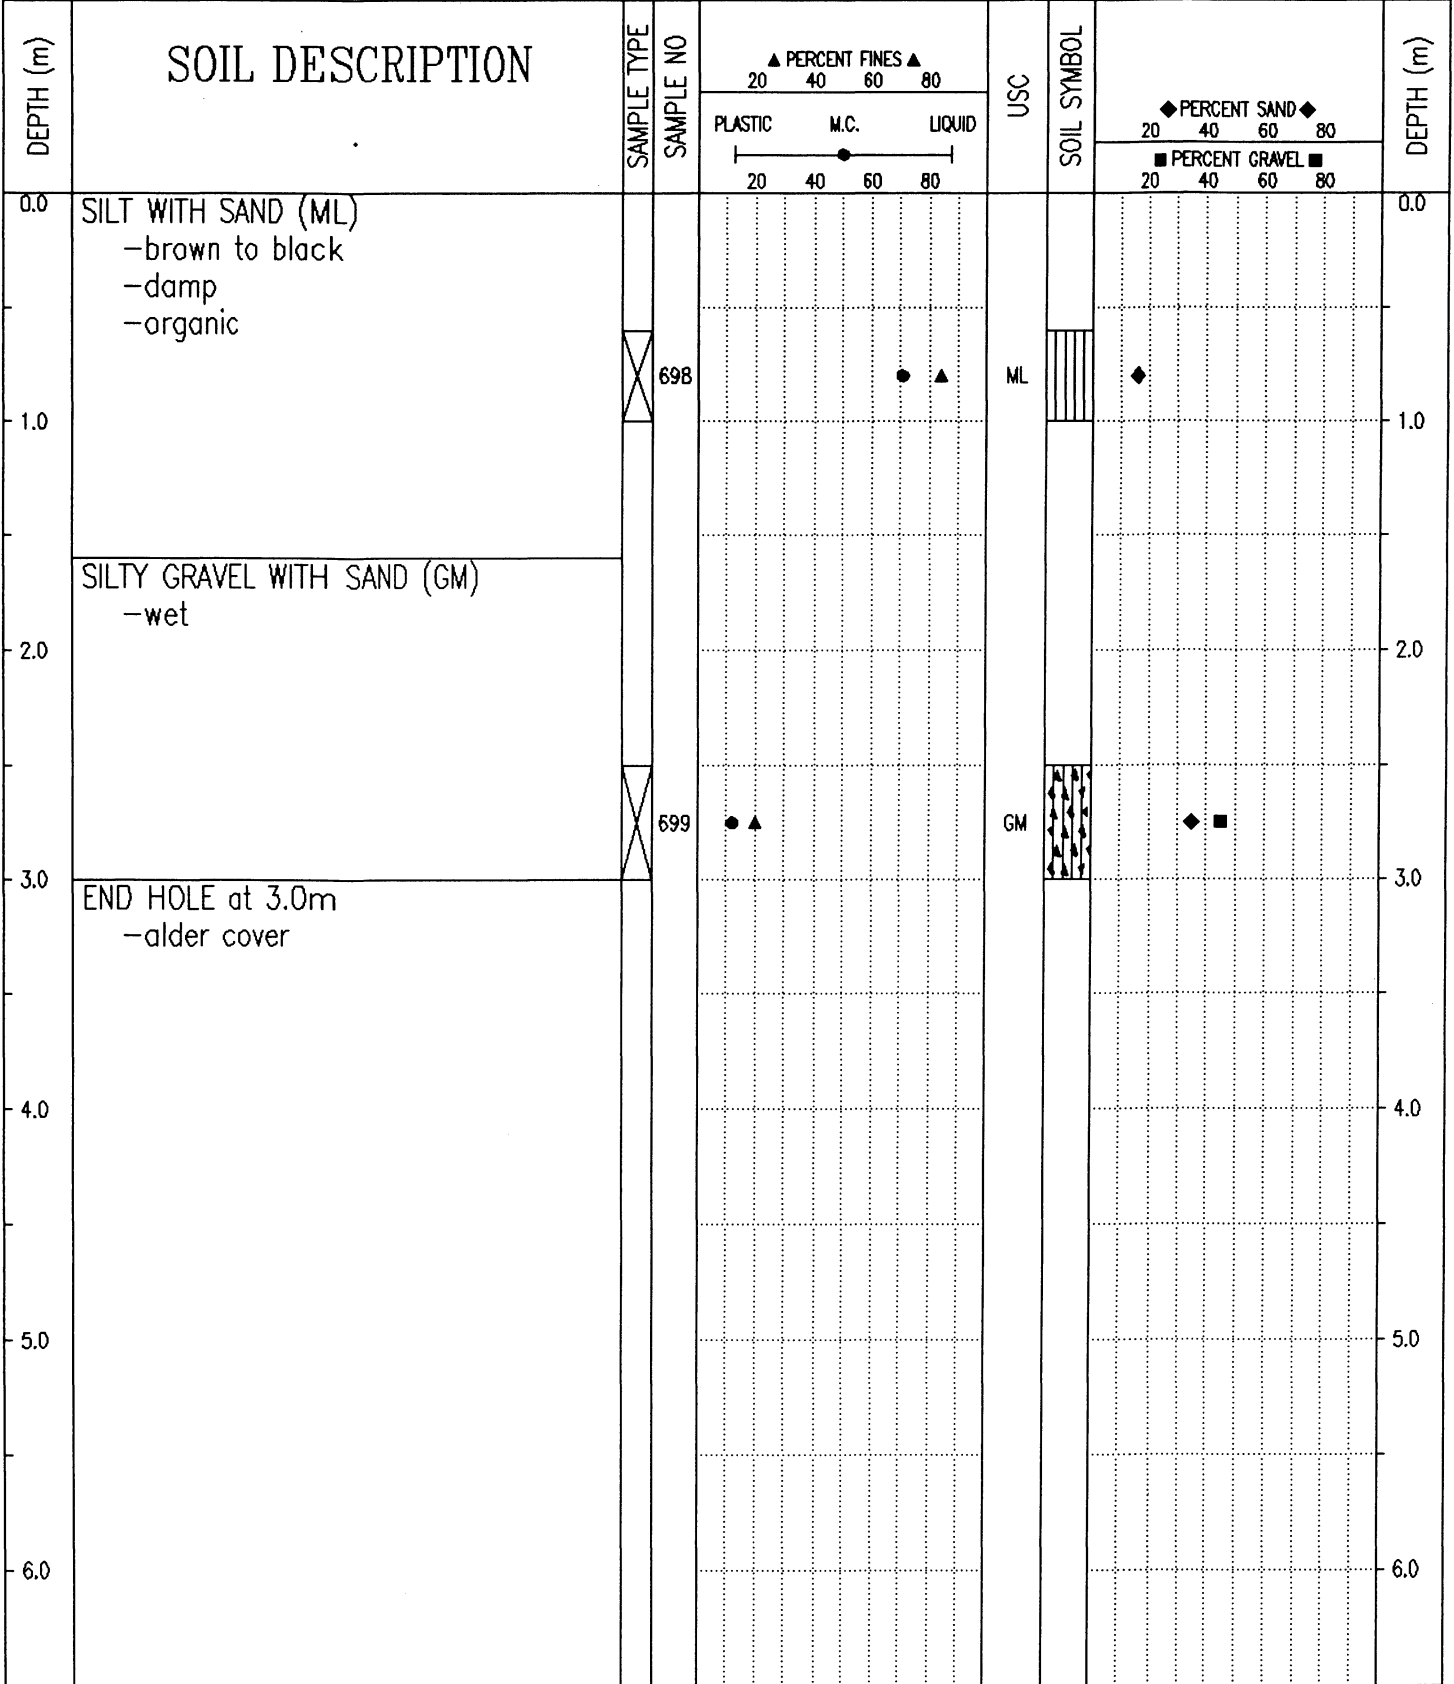 DEPTH (m)
SOIL DESCRIPTION
SAMPLE TYPE
SAMPLE NO
▲ PERCENT FINES ▲
20 40 60 80
PLASTIC M.C. LIQUID
20 40 60 80
USC
SOIL SYMBOL
◆ PERCENT SAND ◆
20 40 60 80
■ PERCENT GRAVEL ■
20 40 60 80
DEPTH (m)
0.0 0.0
SILT WITH SAND (ML)
-brown to black
-damp
-organic
698 ML
1.0 1.0
SILTY GRAVEL WITH SAND (GM)
-wet
2.0 2.0
699 GM
3.0 3.0
END HOLE at 3.0m
-alder cover
4.0 4.0
5.0 5.0
6.0 6.0